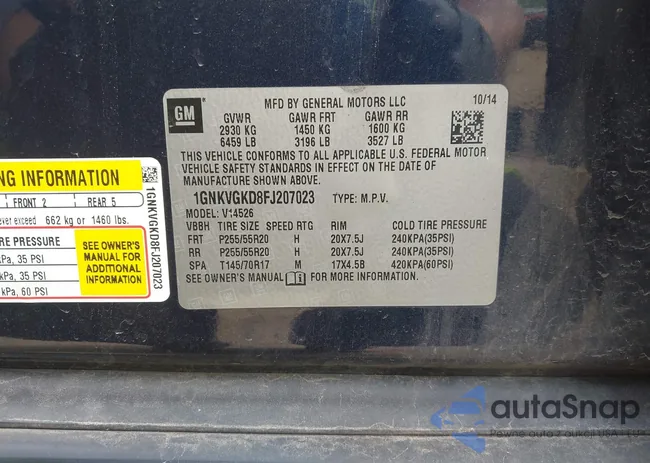 MFD BY GENERAL MOTORS LLC 10/14
GM
GVWR GAWR FRT GAWR RR
2930 KG 1450 KG 1600 KG
6459 LB 3196 LB 3527 LB
THIS VEHICLE CONFORMS TO ALL APPLICABLE U.S. FEDERAL MOTOR
VEHICLE SAFETY STANDARDS IN EFFECT ON THE DATE OF
MANUFACTURE SHOWN ABOVE.
1GNKVGKD8FJ207023 TYPE: M.P.V.
MODEL: V14526
VBBH TIRE SIZE SPEED RTG RIM COLD TIRE PRESSURE
FRT P255/55R20 H 20X7.5J 240KPA(35PSI)
RR P255/55R20 H 20X7.5J 240KPA(35PSI)
SPA T145/70R17 M 17X4.5B 420KPA(60PSI)
SEE OWNER'S MANUAL FOR MORE INFORMATION.
NG INFORMATION
FRONT 2 REAR 5
ever exceed 662 kg or 1460 lbs.
TIRE PRESSURE
kPa, 35 PSI
kPa, 35 PSI
kPa, 60 PSI
SEE OWNER'S
MANUAL FOR
ADDITIONAL
INFORMATION
1GNKVGKD8FJ207023
autaSnap
Pewne auta z aukcji USA i EU